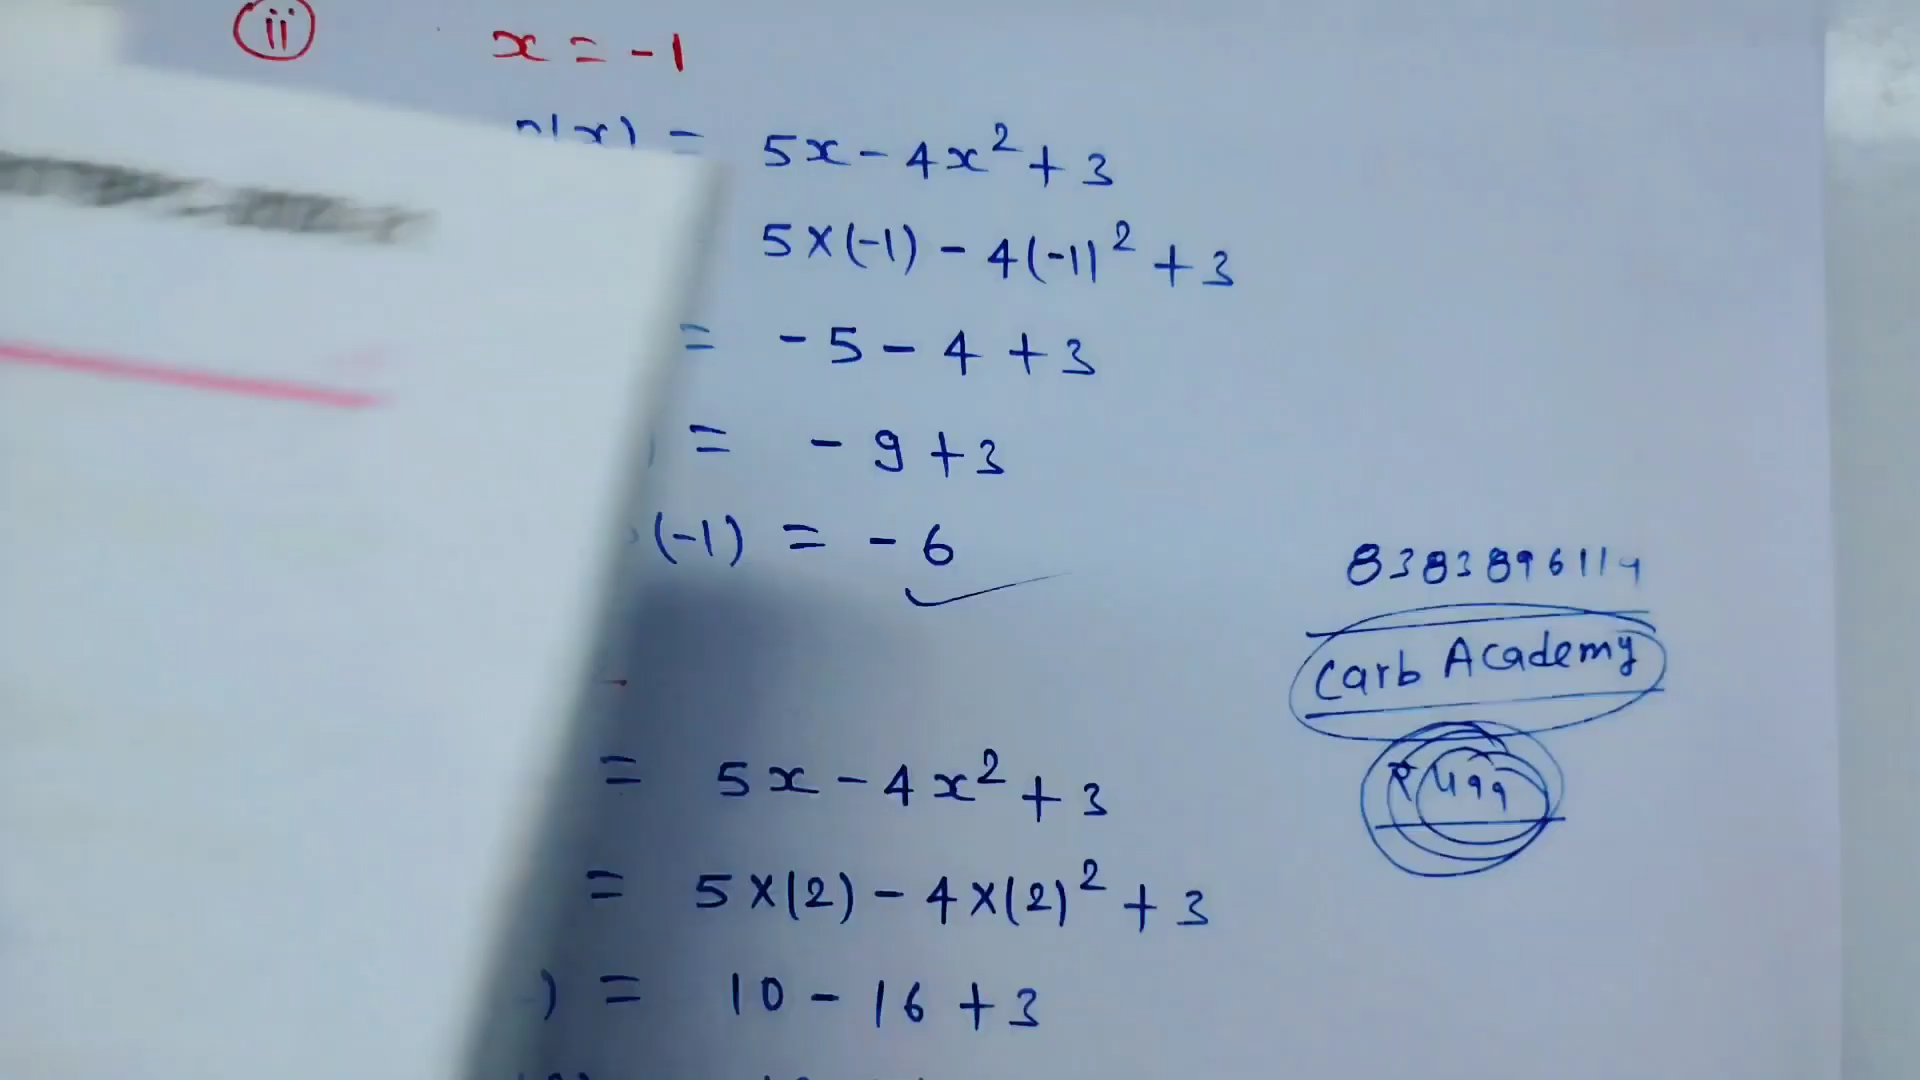 ii x = -1
= 5x - 4x² + 3
5×(-1) - 4(-1)² + 3
= -5 - 4 + 3
= -9 + 3
(-1) = -6
8383896114
Carb Academy
₹499
= 5x - 4x² + 3
= 5×(2) - 4×(2)² + 3
) = 10 - 16 + 3